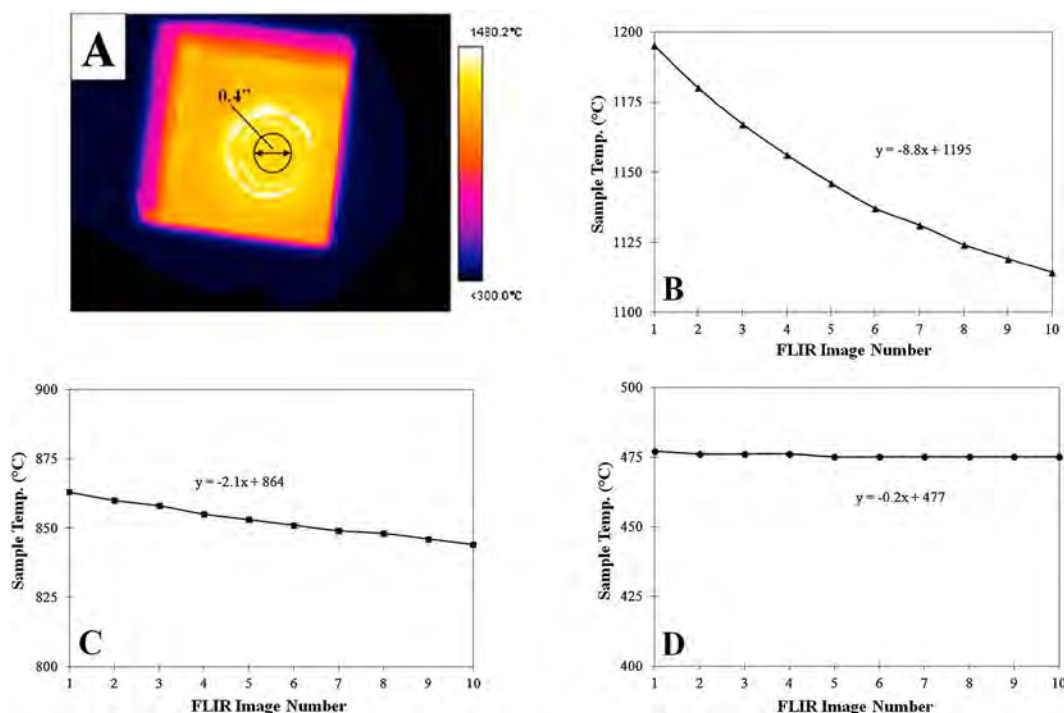 A
0.4"
1480.2°C
<300.0°C
1200
1175
1150
1125
1100
Sample Temp. (°C)
y = -8.8x + 1195
B
1 2 3 4 5 6 7 8 9 10
FLIR Image Number
900
875
850
825
800
Sample Temp. (°C)
y = -2.1x + 864
C
1 2 3 4 5 6 7 8 9 10
FLIR Image Number
500
475
450
425
400
Sample Temp. (°C)
y = -0.2x + 477
D
1 2 3 4 5 6 7 8 9 10
FLIR Image Number